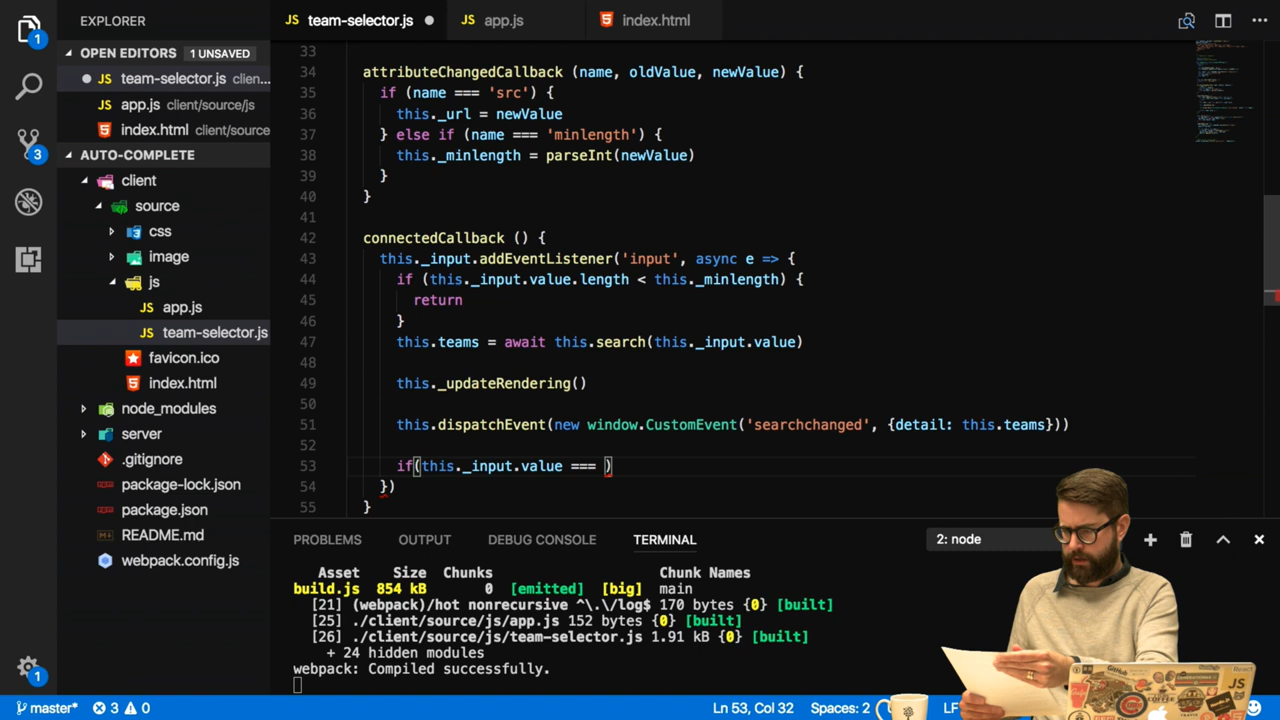 EXPLORER
OPEN EDITORS 1 UNSAVED
team-selector.js clien...
app.js client/source/js
index.html client/source
AUTO-COMPLETE
client
source
css
image
js
app.js
team-selector.js
favicon.ico
index.html
node_modules
server
.gitignore
package-lock.json
package.json
README.md
webpack.config.js
1
3
1
team-selector.js app.js index.html
33
34 attributeChangedCallback (name, oldValue, newValue) {
35 if (name === 'src') {
36 this._url = newValue
37 } else if (name === 'minlength') {
38 this._minlength = parseInt(newValue)
39 }
40 }
41
42 connectedCallback () {
43 this._input.addEventListener('input', async e => {
44 if (this._input.value.length < this._minlength) {
45 return
46 }
47 this.teams = await this.search(this._input.value)
48
49 this._updateRendering()
50
51 this.dispatchEvent(new window.CustomEvent('searchchanged', {detail: this.teams}))
52
53 if(this._input.value === )
54 })
55 }
PROBLEMS OUTPUT DEBUG CONSOLE TERMINAL 2: node
Asset Size Chunks Chunk Names
build.js 854 kB 0 [emitted] [big] main
[21] (webpack)/hot nonrecursive ^\.\/log$ 170 bytes {0} [built]
[25] ./client/source/js/app.js 152 bytes {0} [built]
[26] ./client/source/js/team-selector.js 1.91 kB {0} [built]
+ 24 hidden modules
webpack: Compiled successfully.
master* 3 0 Ln 53, Col 32 Spaces: 2 LF
GitHub
React
JS